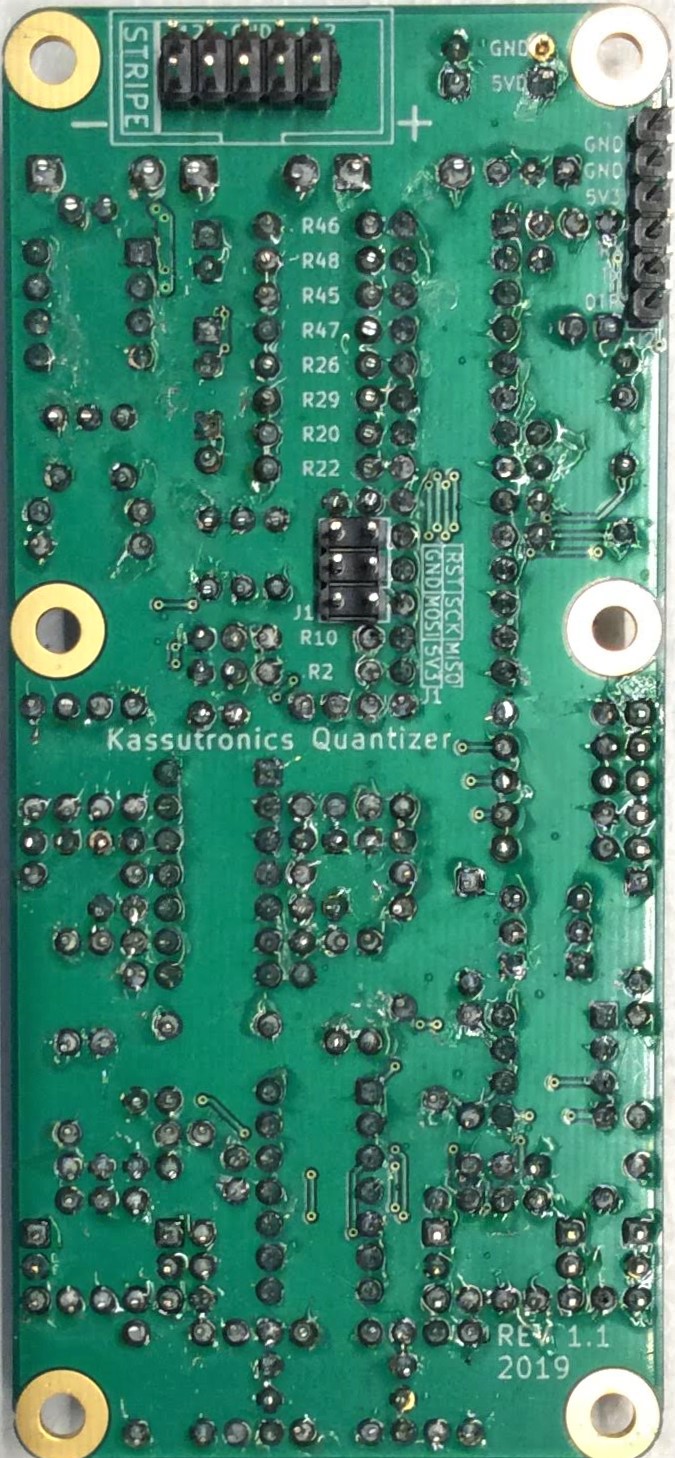 STRIPE
GND
5VD
GND
GND
5V3
R46
R48
R45
R47
R26
R29
R20
R22
RST SCK MISO
GND MOSI 5V3
J1
R10
R2
1
Kassutronics Quantizer
REV 1.1
2019